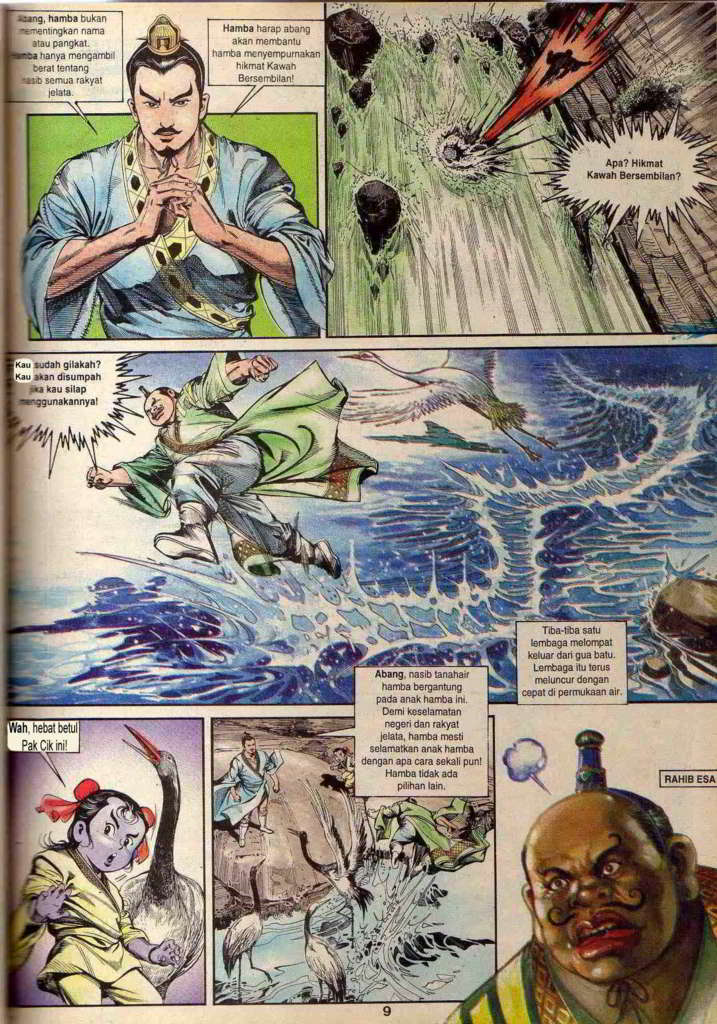 Abang, hamba bukan
mementingkan nama
atau pangkat.
Hamba hanya mengambil
berat tentang
nasib semua rakyat
jelata.
Hamba harap abang
akan membantu
hamba menyempurnakan
hikmat Kawah
Bersembilan!
Apa? Hikmat
Kawah Bersembilan?
Kau sudah gilakah?
Kau akan disumpah
jika kau silap
menggunakannya!
Tiba-tiba satu
lembaga melompat
keluar dari gua batu.
Lembaga itu terus
meluncur dengan
cepat di permukaan air.
Wah, hebat betul
Pak Cik ini!
Abang, nasib tanahair
hamba bergantung
pada anak hamba ini.
Demi keselamatan
negeri dan rakyat
jelata, hamba mesti
selamatkan anak hamba
dengan apa cara sekali pun!
Hamba tidak ada
pilihan lain.
RAHIB ESA
9